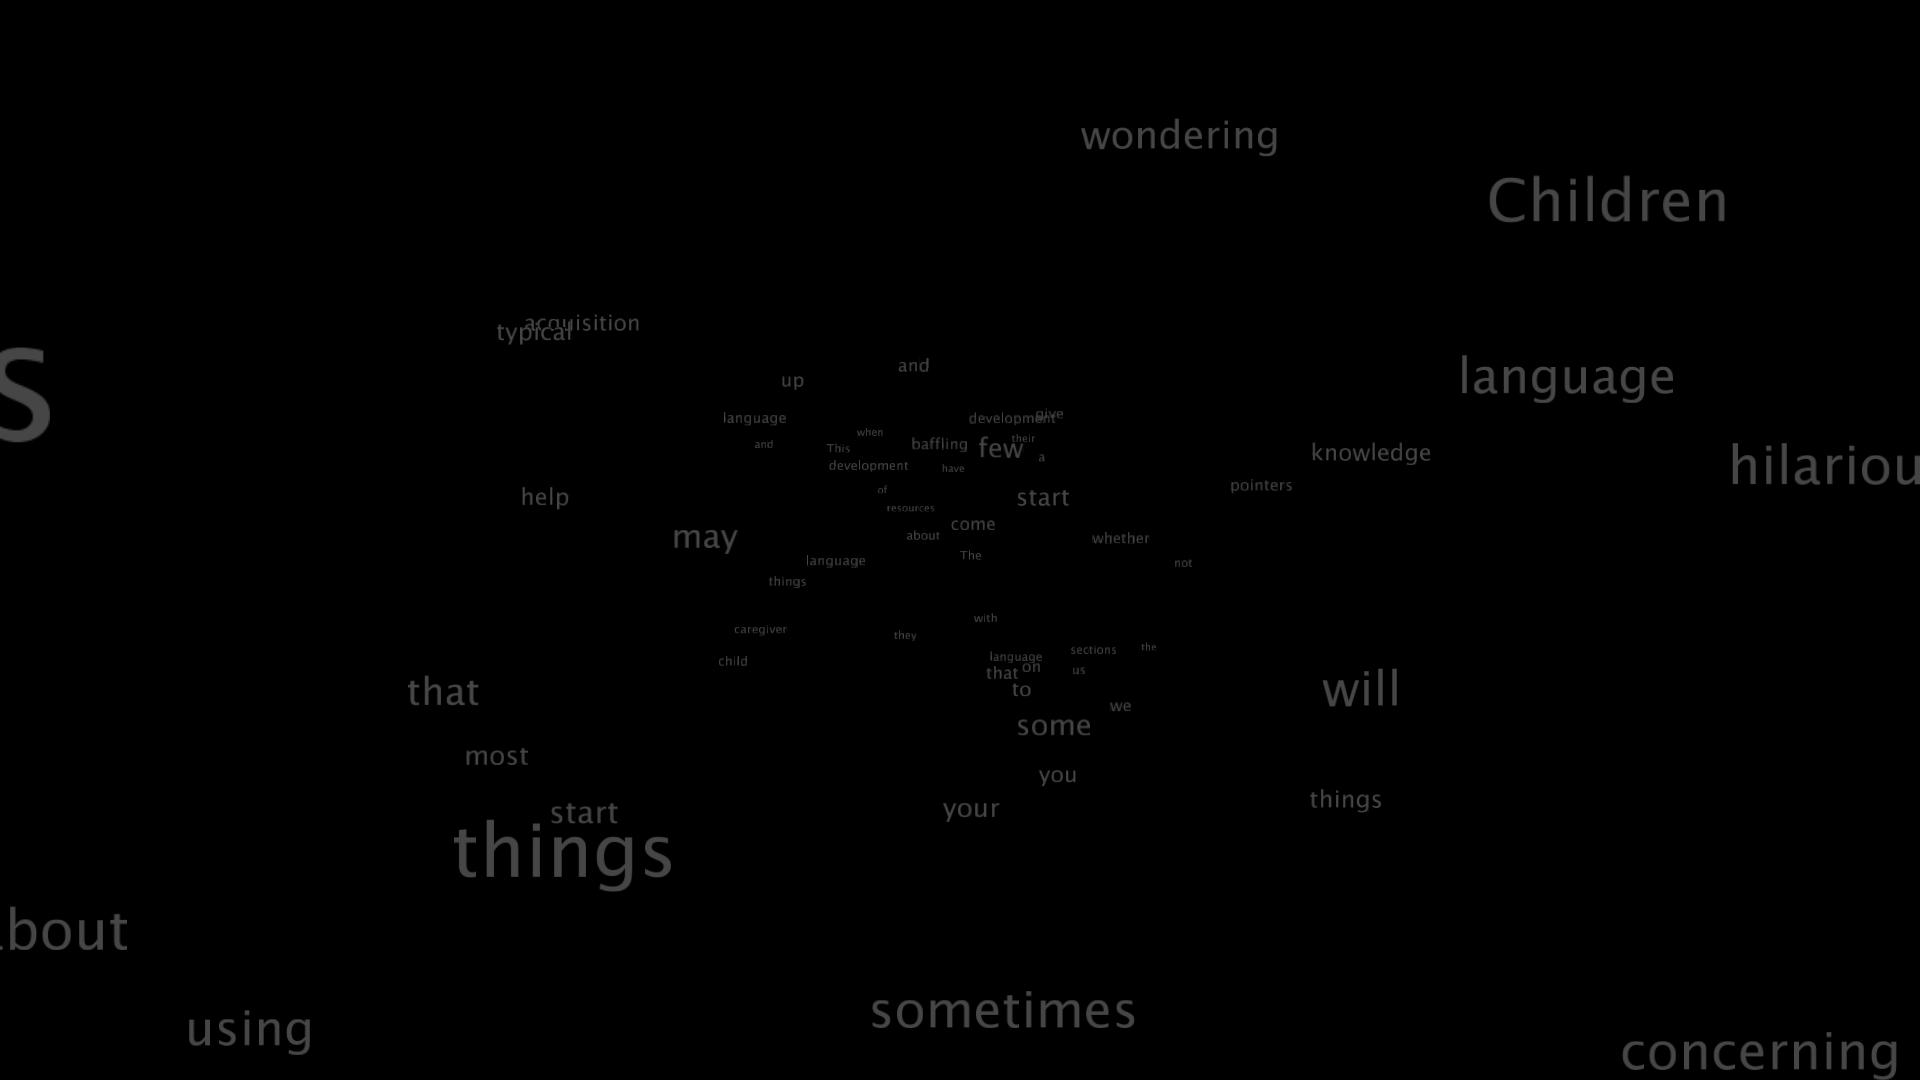 wondering
Children
acquisition
typical
s
and
language
up
give
development
language
when
their
and
This
baffling
few
knowledge
hilariou
a
development
have
pointers
of
help
start
resources
come
may
about
whether
The
language
not
things
with
caregiver
they
the
sections
language
child
on
us
that
to
that
will
we
some
most
you
things
your
start
things
bout
sometimes
using
concerning